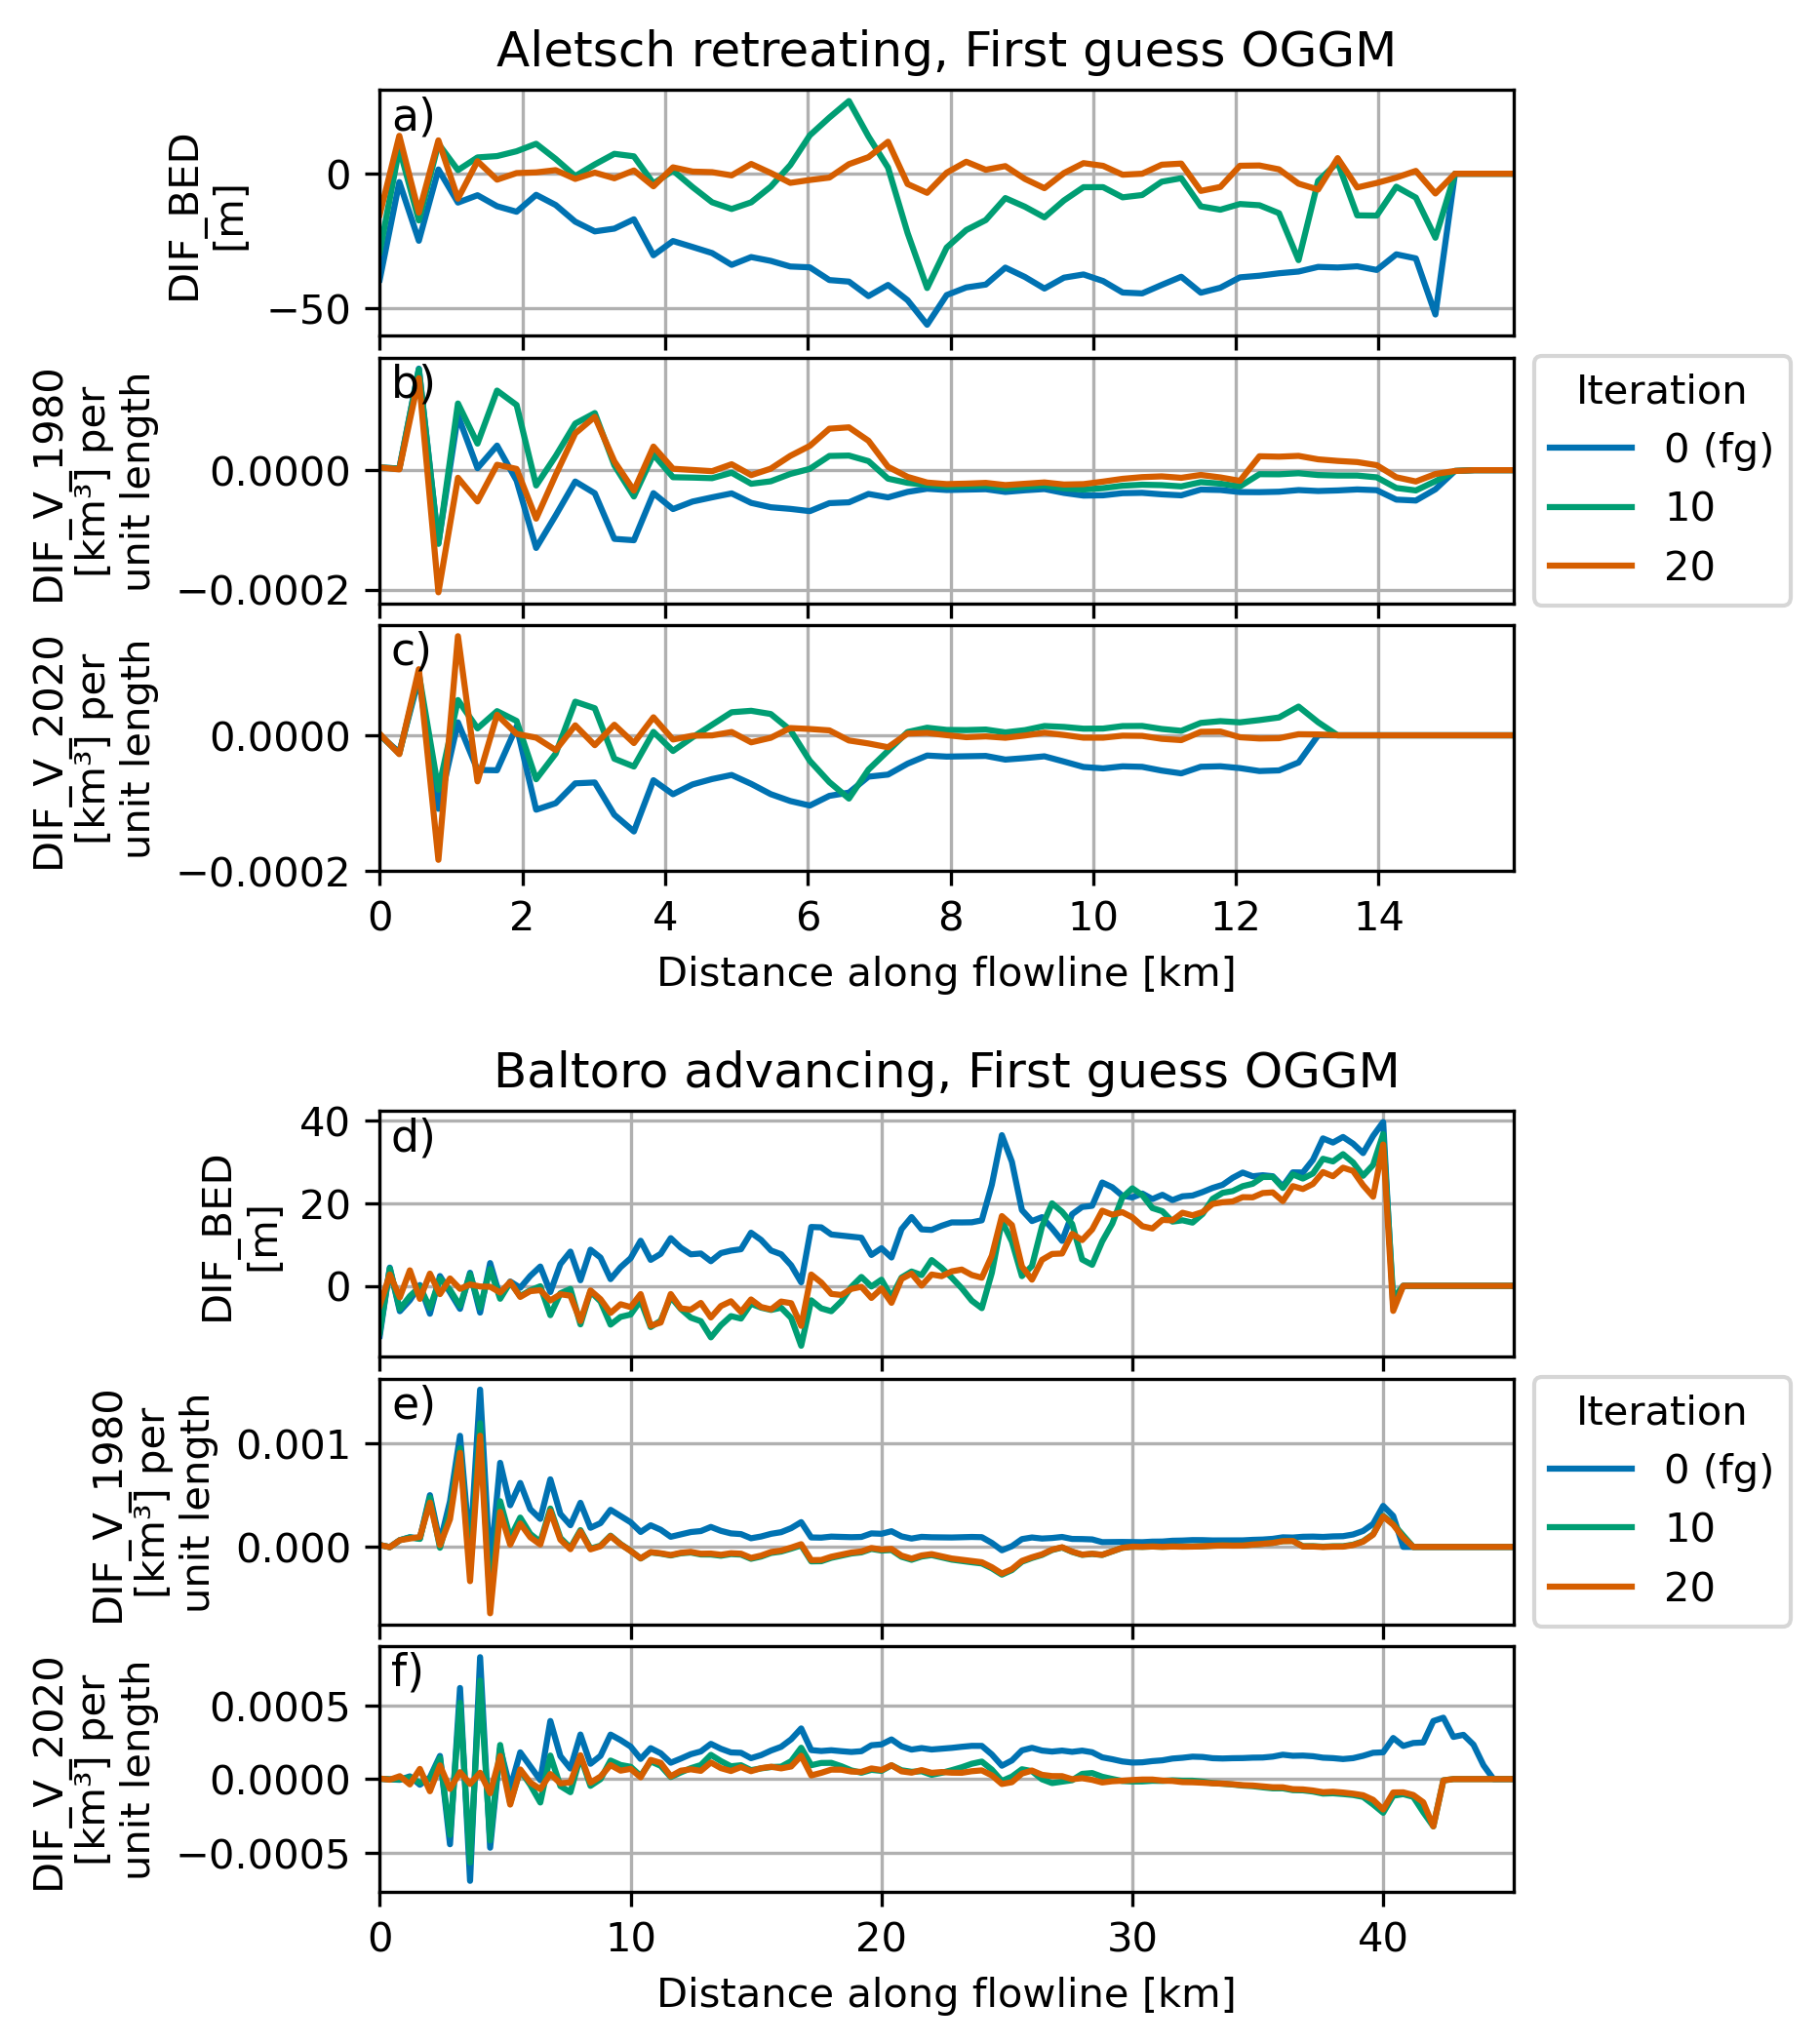 Aletsch retreating, First guess OGGM
a)
DIF_BED
[m]
0
−50
b)
DIF_V_1980
[km³] per
unit length
0.0000
−0.0002
Iteration
0 (fg)
10
20
c)
DIF_V_2020
[km³] per
unit length
0.0000
−0.0002
0 2 4 6 8 10 12 14
Distance along flowline [km]
Baltoro advancing, First guess OGGM
d)
DIF_BED
[m]
40
20
0
e)
DIF_V_1980
[km³] per
unit length
0.001
0.000
Iteration
0 (fg)
10
20
f)
DIF_V_2020
[km³] per
unit length
0.0005
0.0000
−0.0005
0 10 20 30 40
Distance along flowline [km]